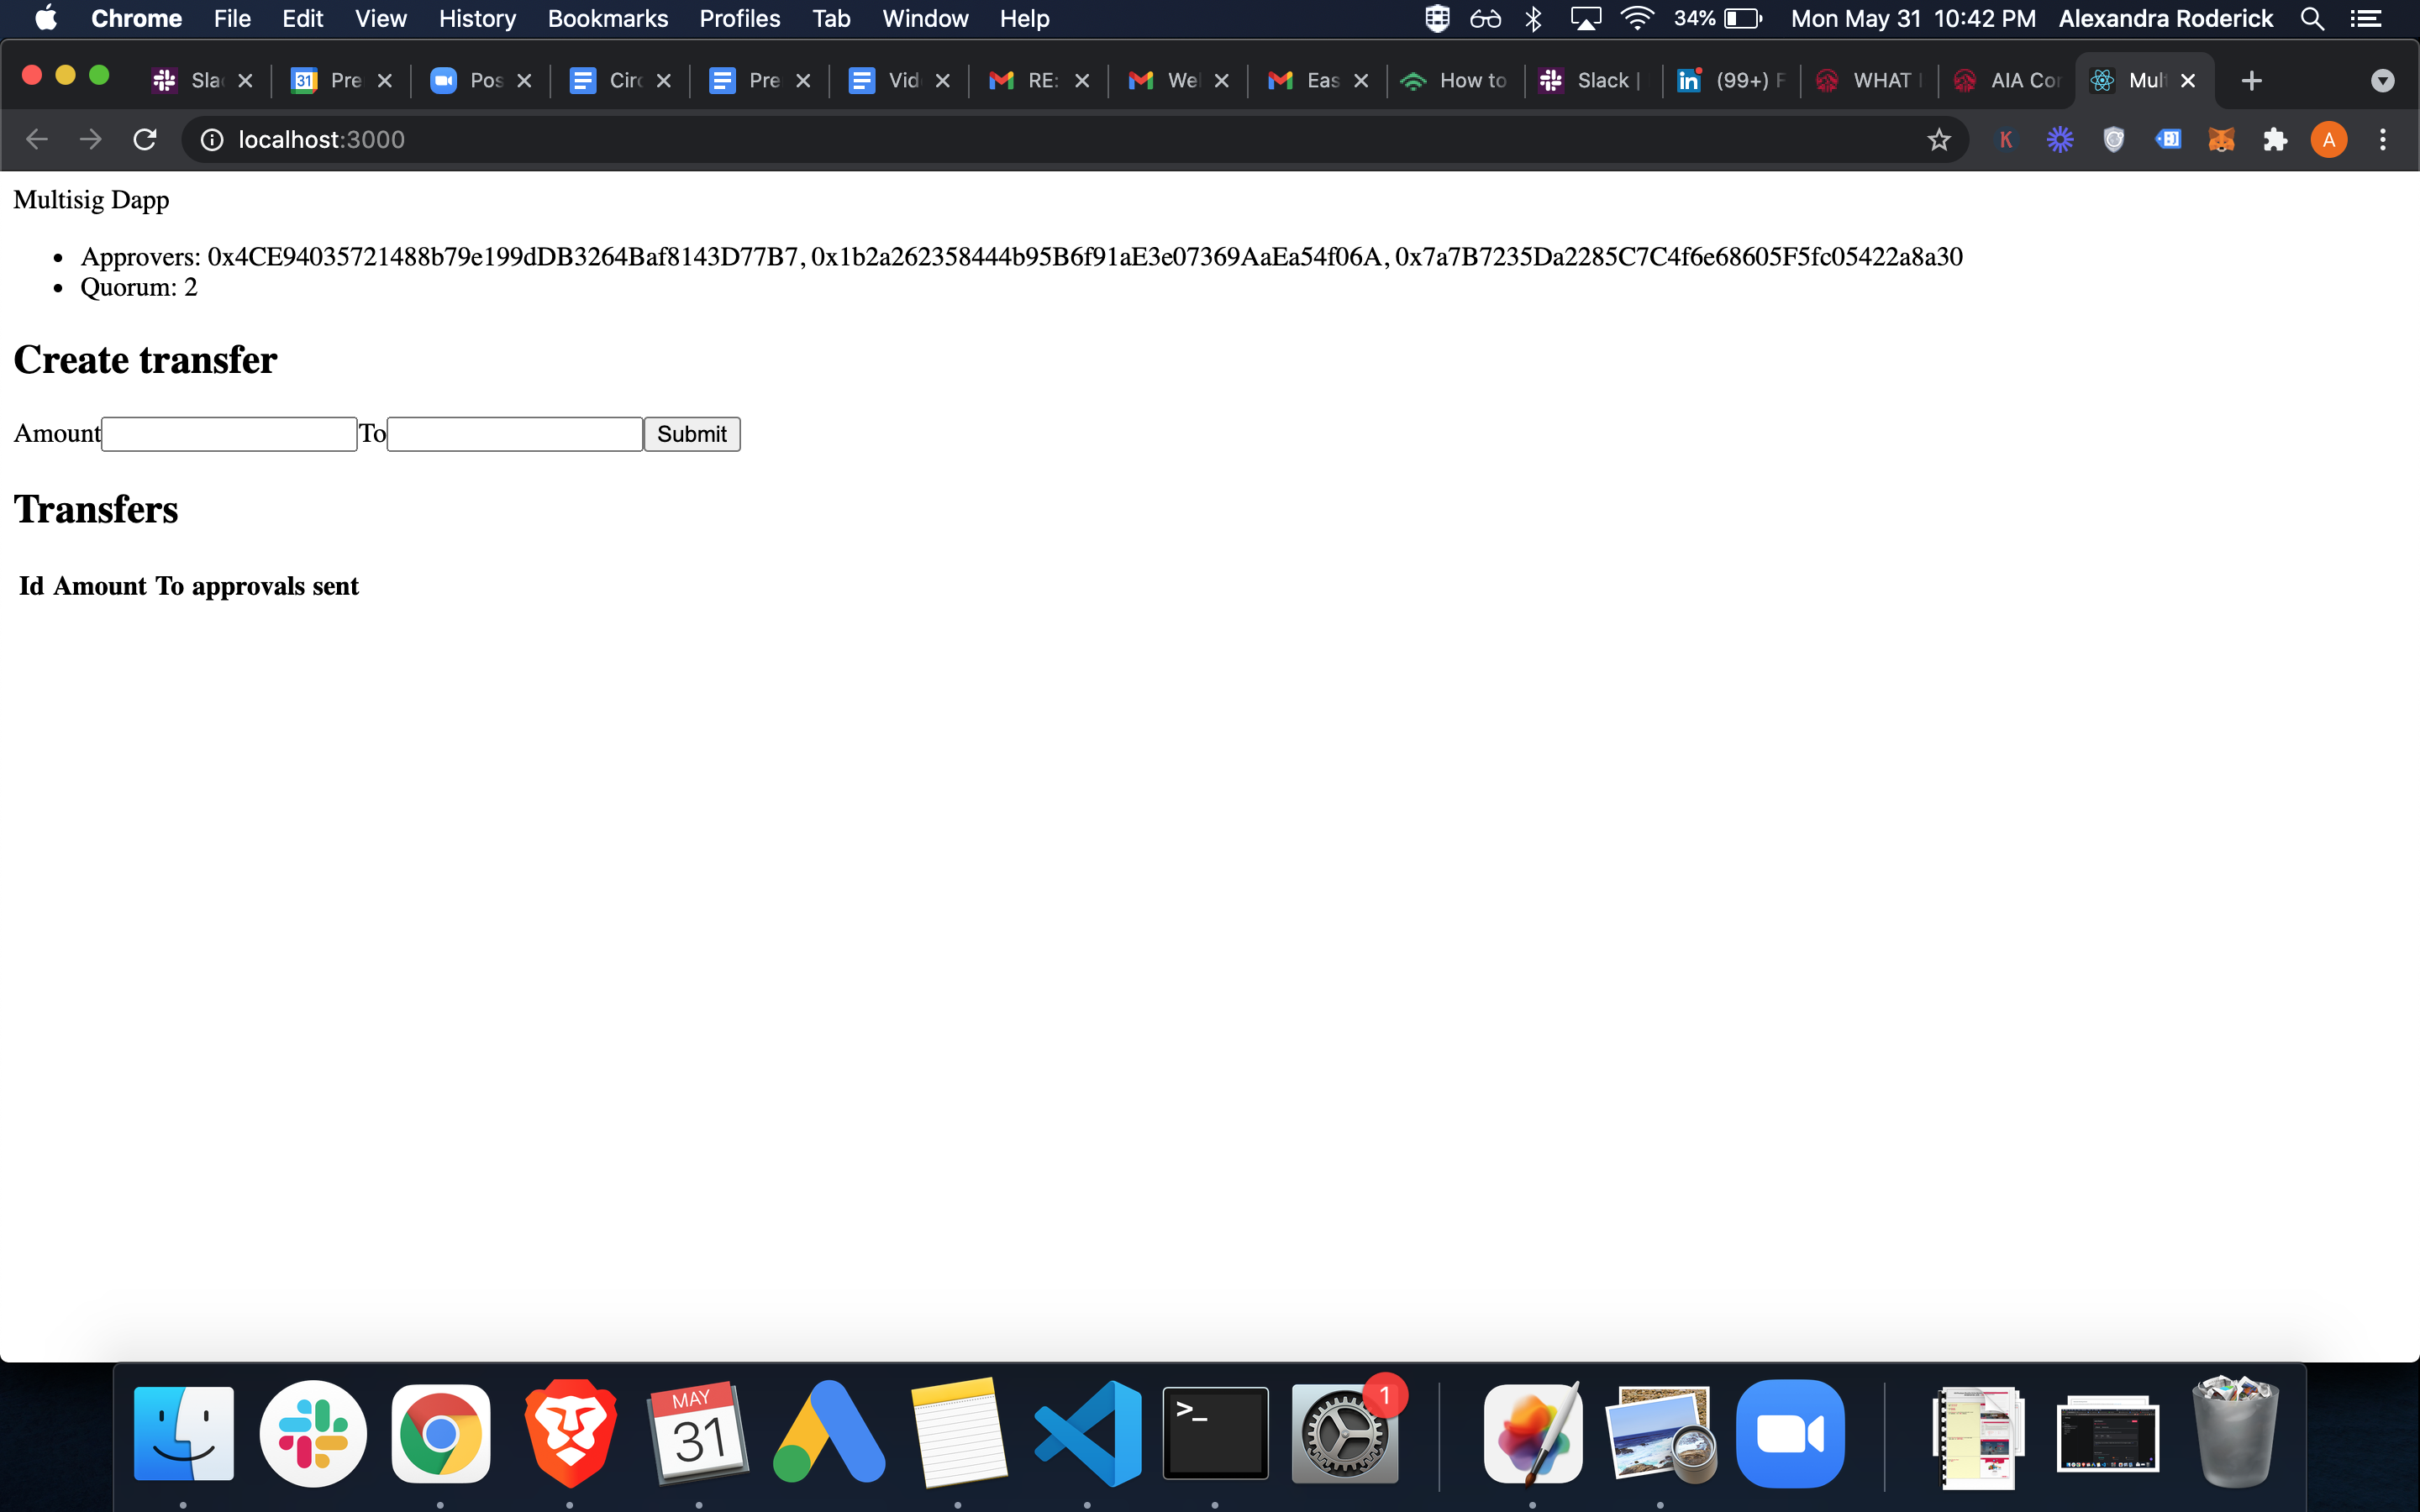 Chrome File Edit View History Bookmarks Profiles Tab Window Help 34% Mon May 31 10:42 PM Alexandra Roderick
Sla 31 Pre Pos Circ Pre Vid RE: Wel Eas How to Slack | in (99+) F WHAT AIA Cor Mul
localhost:3000 K A
Multisig Dapp
• Approvers: 0x4CE94035721488b79e199dDB3264Baf8143D77B7, 0x1b2a262358444b95B6f91aE3e07369AaEa54f06A, 0x7a7B7235Da2285C7C4f6e68605F5fc05422a8a30
• Quorum: 2
Create transfer
Amount To Submit
Transfers
Id Amount To approvals sent
MAY
31
>_
1